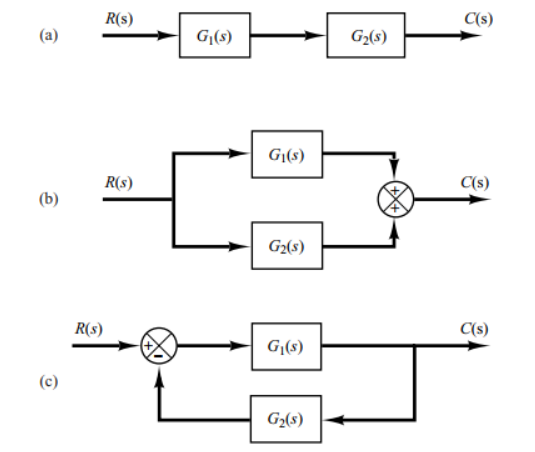 R(s) C(s)
(a) G₁(s) G₂(s)
G₁(s)
R(s) + C(s)
(b) +
G₂(s)
R(s) C(s)
+ G₁(s)
−
(c)
G₂(s)